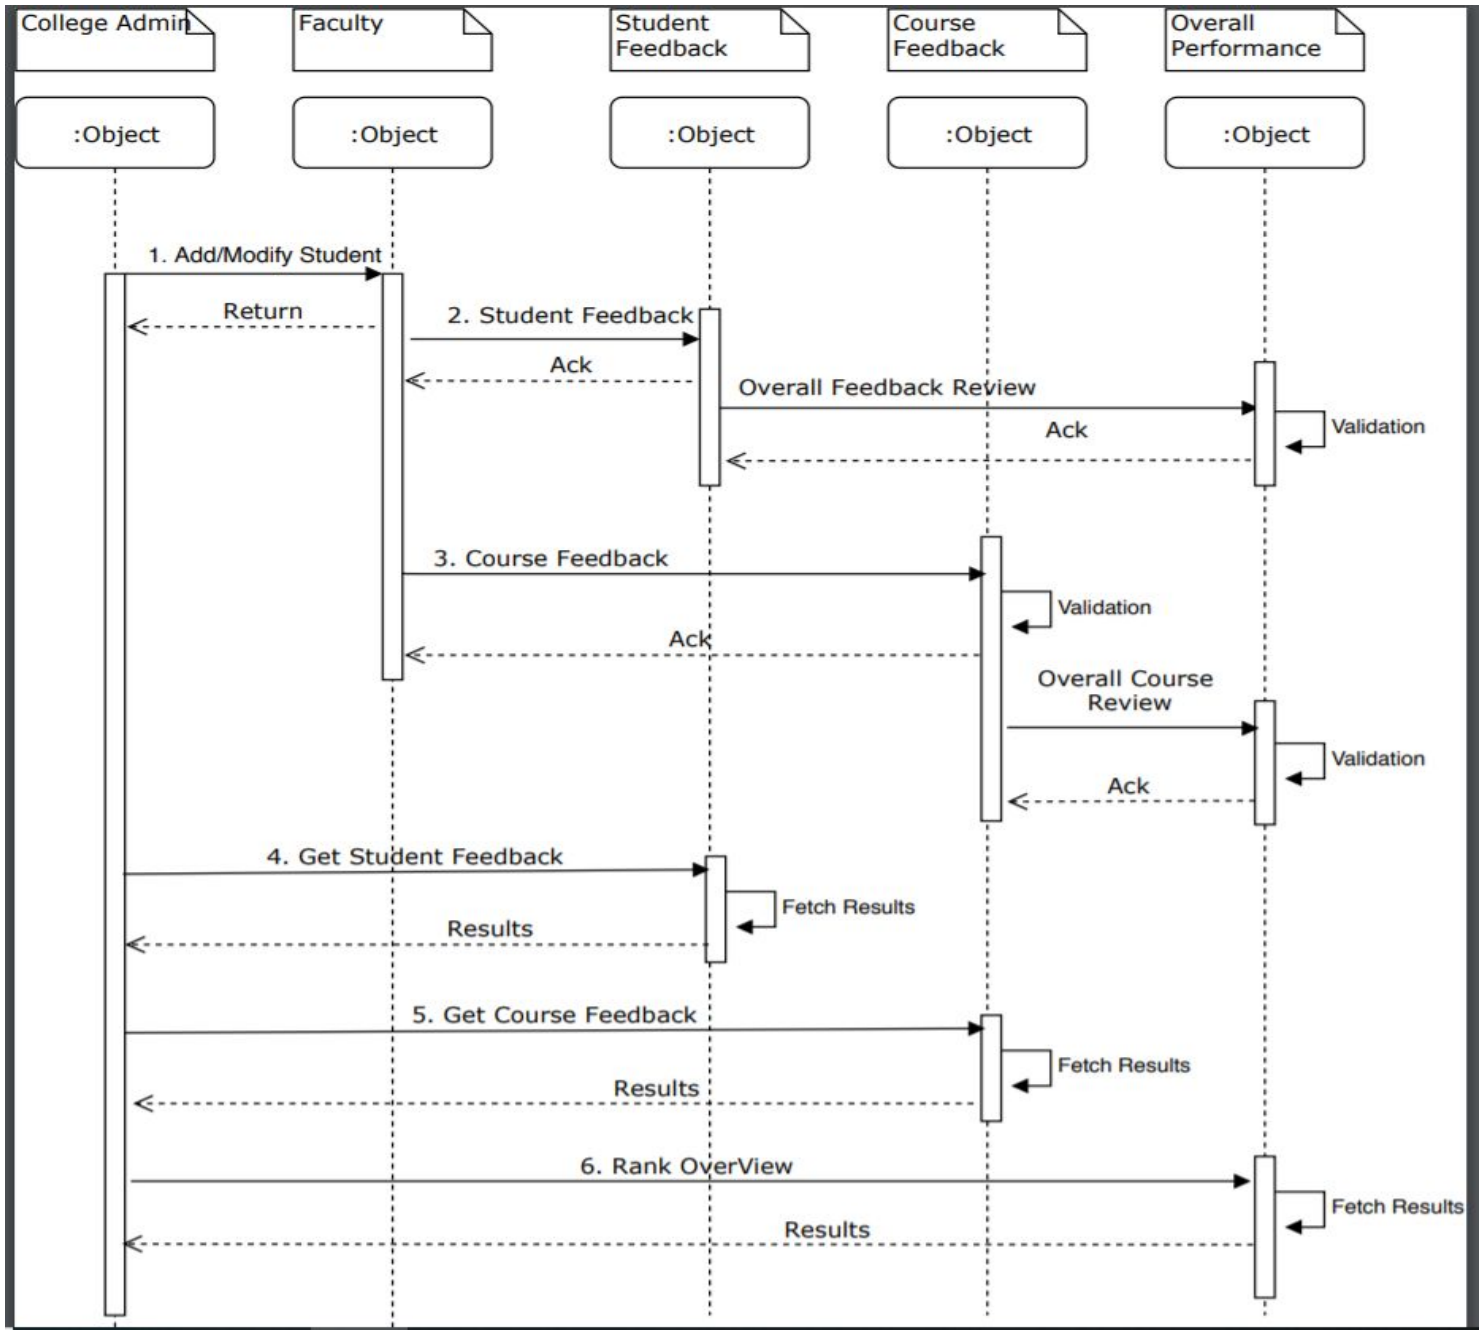 College Admin
Faculty
Student
Feedback
Course
Feedback
Overall
Performance
:Object
:Object
:Object
:Object
:Object
1. Add/Modify Student
Return
2. Student Feedback
Ack
Overall Feedback Review
Validation
Ack
3. Course Feedback
Validation
Ack
Overall Course
Review
Validation
Ack
4. Get Student Feedback
Fetch Results
Results
5. Get Course Feedback
Fetch Results
Results
6. Rank OverView
Fetch Results
Results